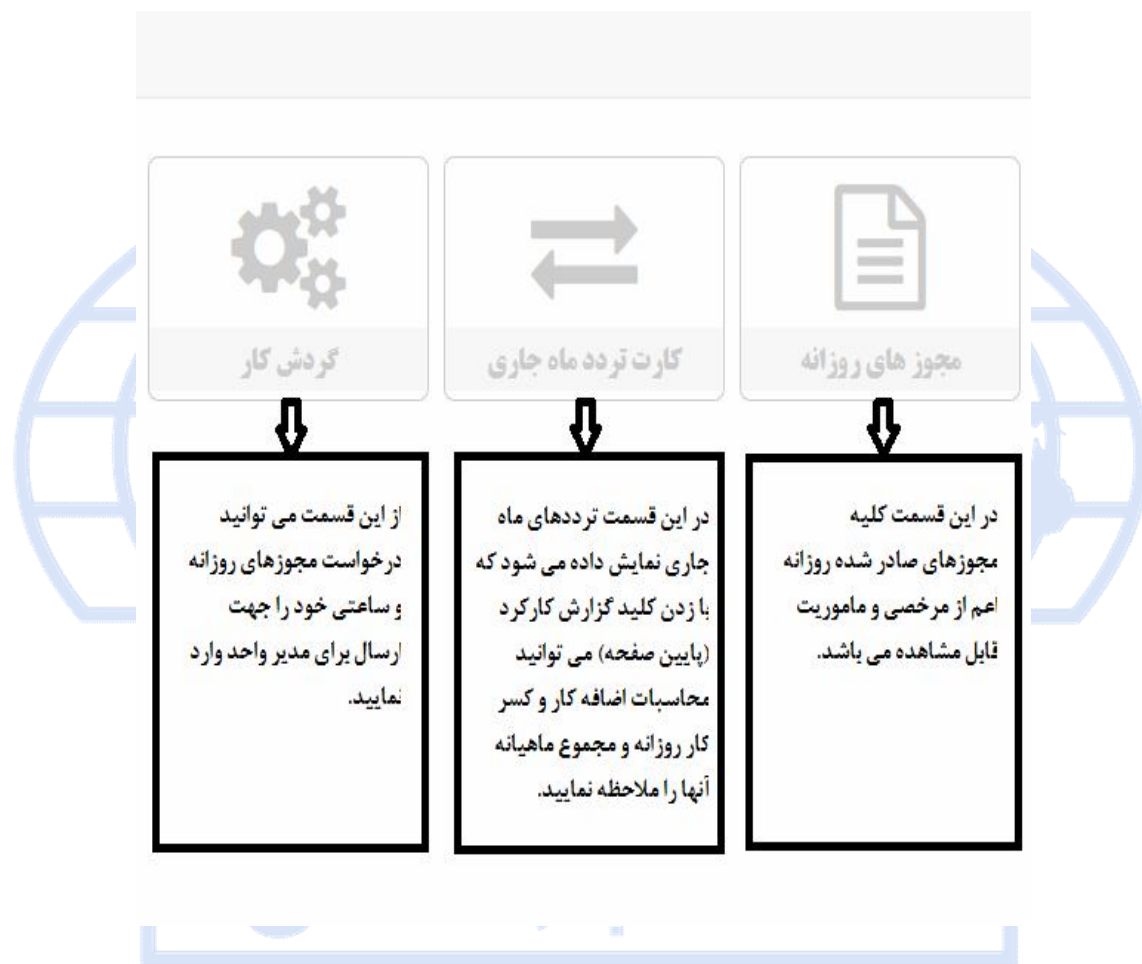 مجوز های روزانه
کارت تردد ماه جاری
گردش کار
در این قسمت کلیه
مجوزهای صادر شده روزانه
اعم از مرخصی و ماموریت
قابل مشاهده می باشد.
در این قسمت ترددهای ماه
جاری نمایش داده می شود که
با زدن کلید گزارش کارکرد
(پایین صفحه) می توانید
محاسبات اضافه کار و کسر
کار روزانه و مجموع ماهیانه
آنها را ملاحظه نمایید.
از این قسمت می توانید
درخواست مجوزهای روزانه
و ساعتی خود را جهت
ارسال برای مدیر واحد وارد
نمایید.